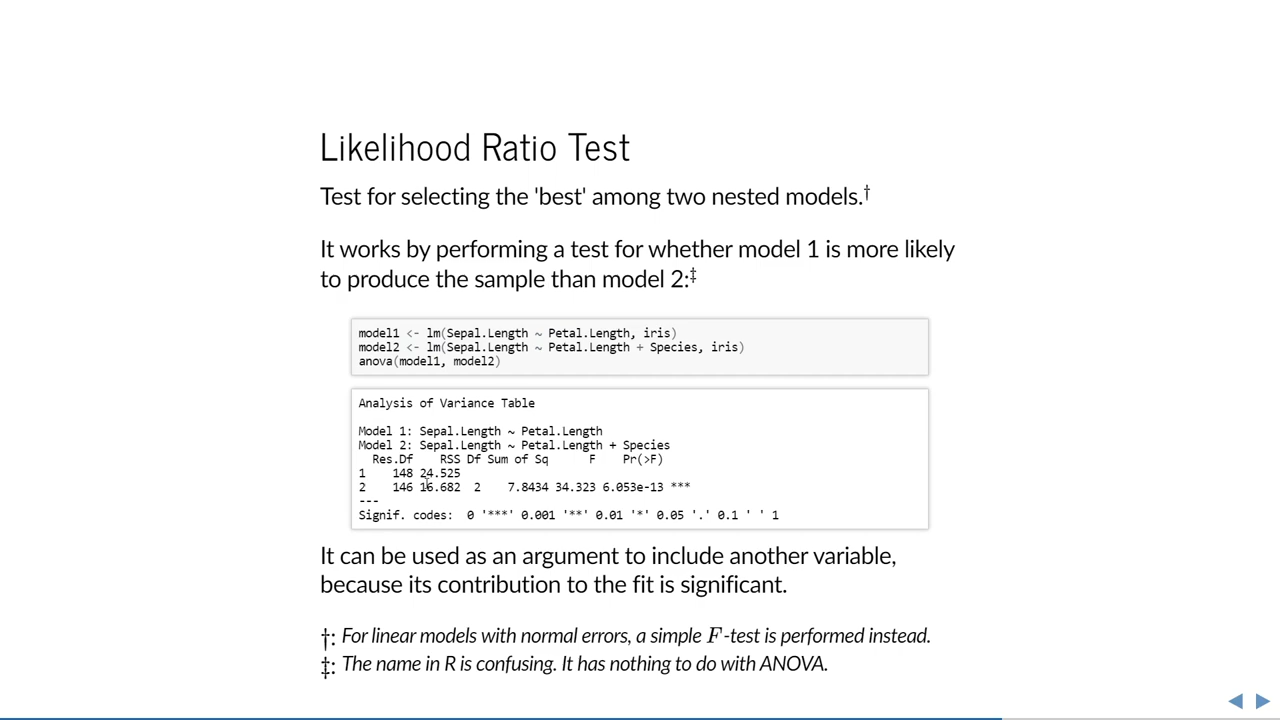 Likelihood Ratio Test
Test for selecting the 'best' among two nested models.†
It works by performing a test for whether model 1 is more likely
to produce the sample than model 2:‡
model1 <- lm(Sepal.Length ~ Petal.Length, iris)
model2 <- lm(Sepal.Length ~ Petal.Length + Species, iris)
anova(model1, model2)
Analysis of Variance Table
Model 1: Sepal.Length ~ Petal.Length
Model 2: Sepal.Length ~ Petal.Length + Species
  Res.Df    RSS Df Sum of Sq      F    Pr(>F)
1    148 24.525
2    146 16.682  2    7.8434 34.323 6.053e-13 ***
---
Signif. codes:  0 '***' 0.001 '**' 0.01 '*' 0.05 '.' 0.1 ' ' 1
It can be used as an argument to include another variable,
because its contribution to the fit is significant.
†: For linear models with normal errors, a simple F-test is performed instead.
‡: The name in R is confusing. It has nothing to do with ANOVA.